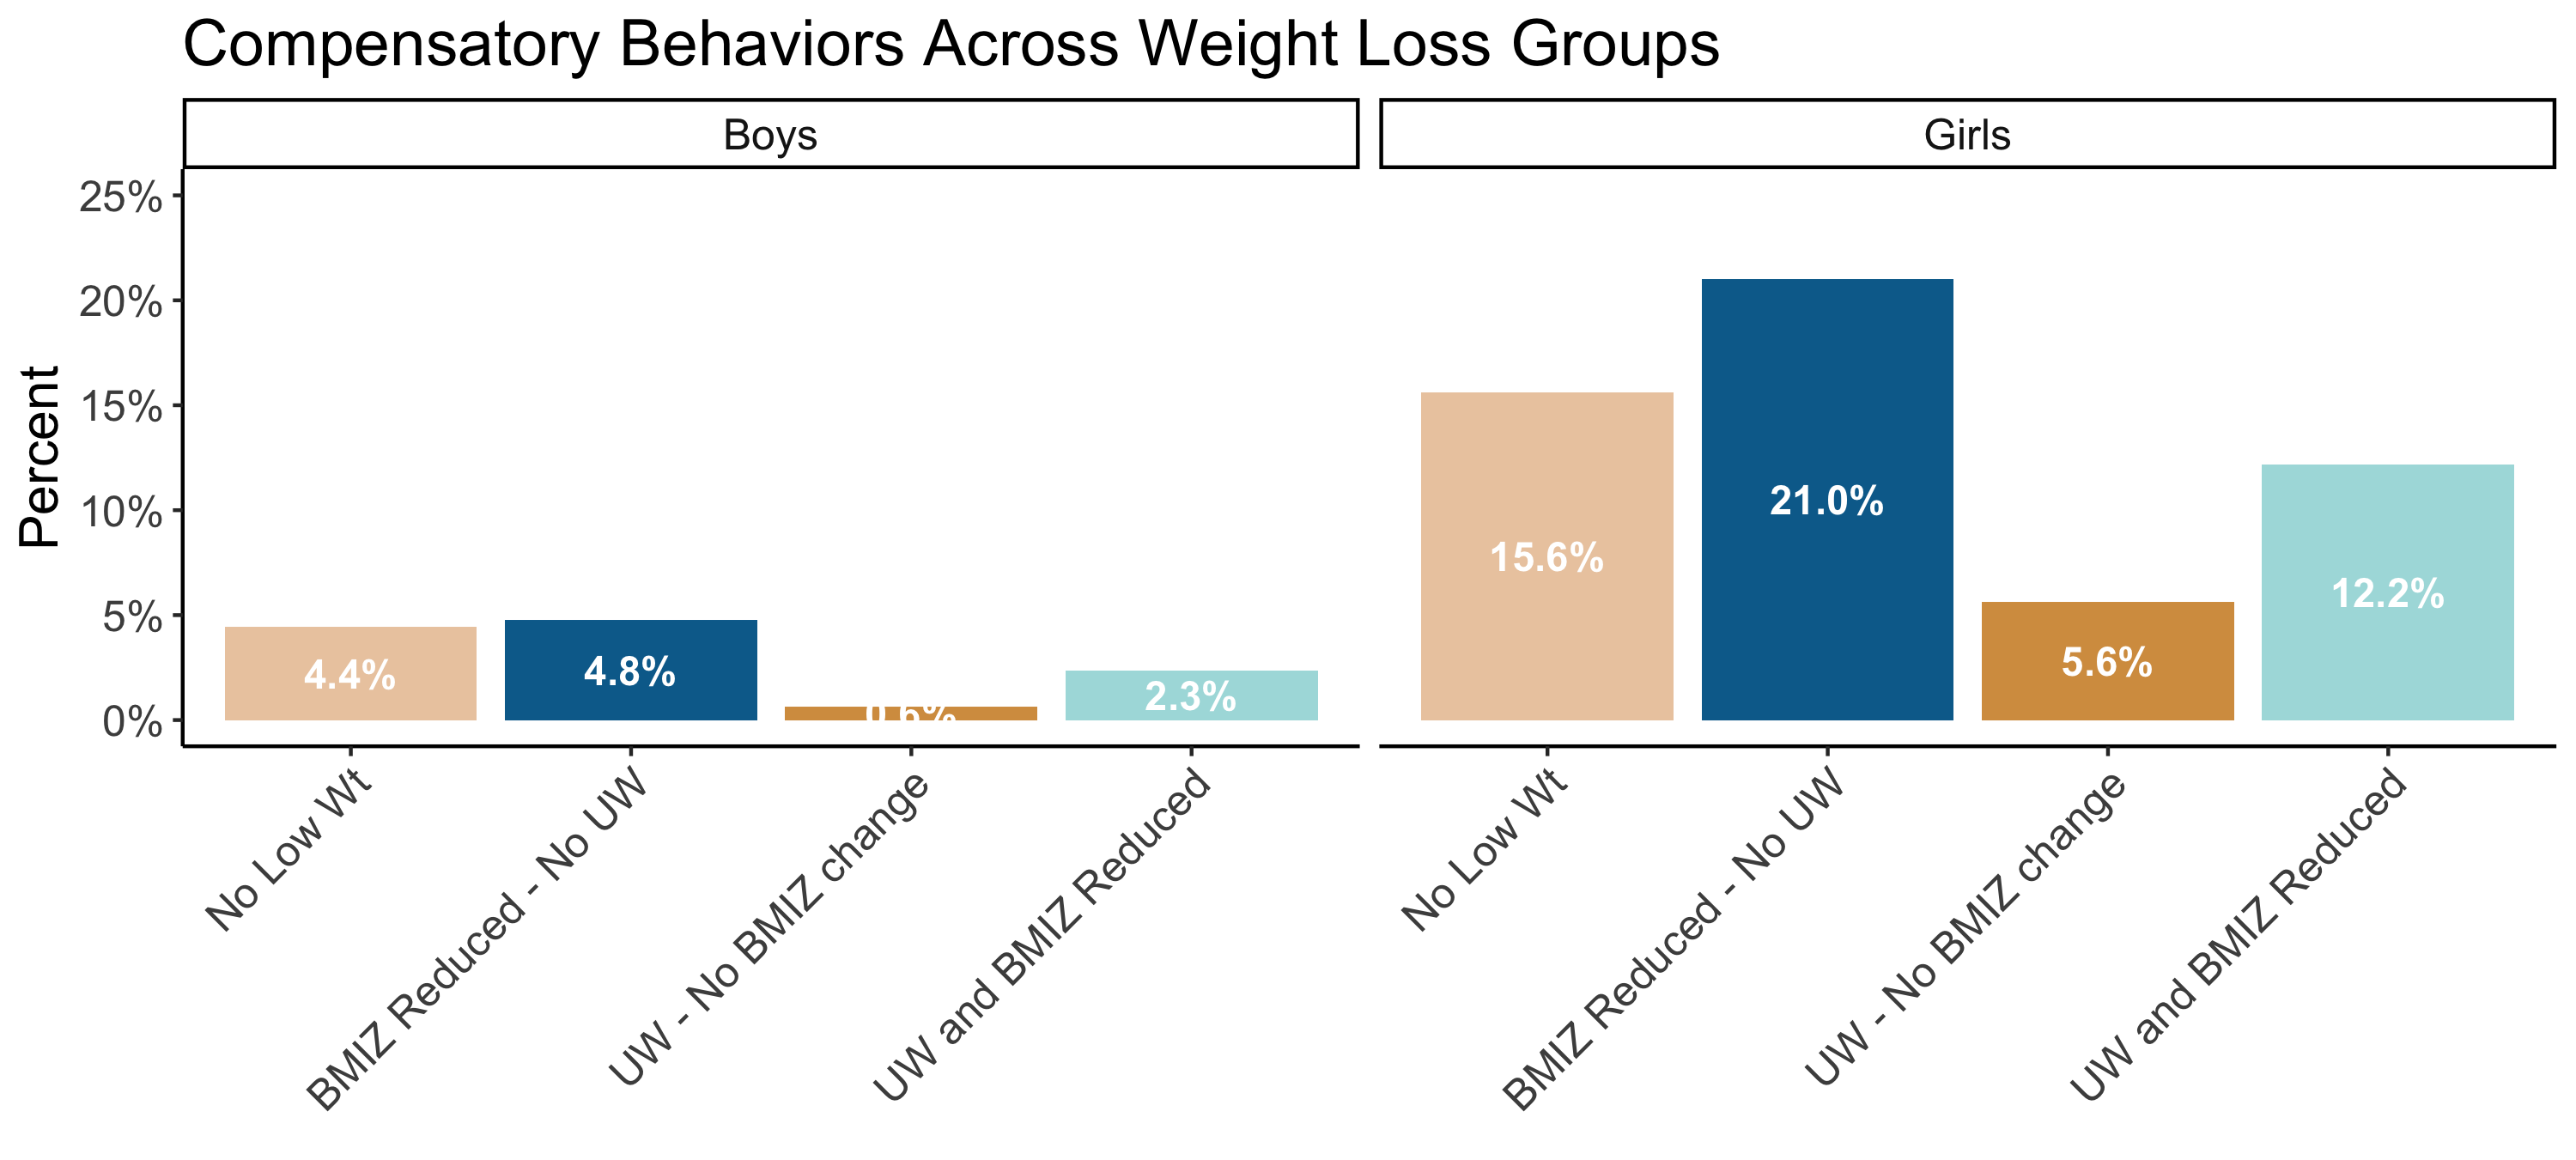 Compensatory Behaviors Across Weight Loss Groups
Boys
Girls
Percent
25%
20%
15%
10%
5%
0%
4.4%
4.8%
0.6%
2.3%
15.6%
21.0%
5.6%
12.2%
No Low Wt
BMIZ Reduced - No UW
UW - No BMIZ change
UW and BMIZ Reduced
No Low Wt
BMIZ Reduced - No UW
UW - No BMIZ change
UW and BMIZ Reduced